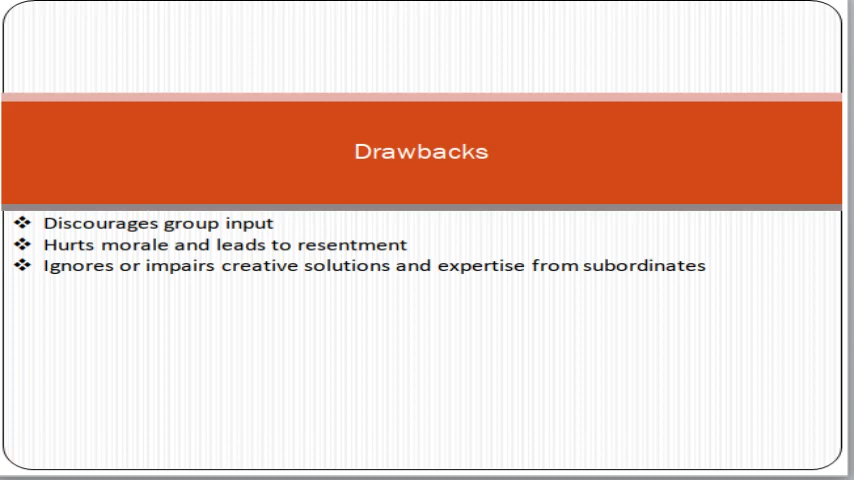 Drawbacks
❖ Discourages group input
❖ Hurts morale and leads to resentment
❖ Ignores or impairs creative solutions and expertise from subordinates